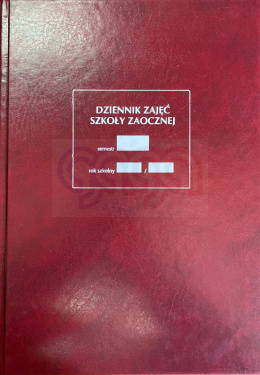 DZIENNIK ZAJĘĆ
SZKOŁY ZAOCZNEJ
semestr
rok szkolny /